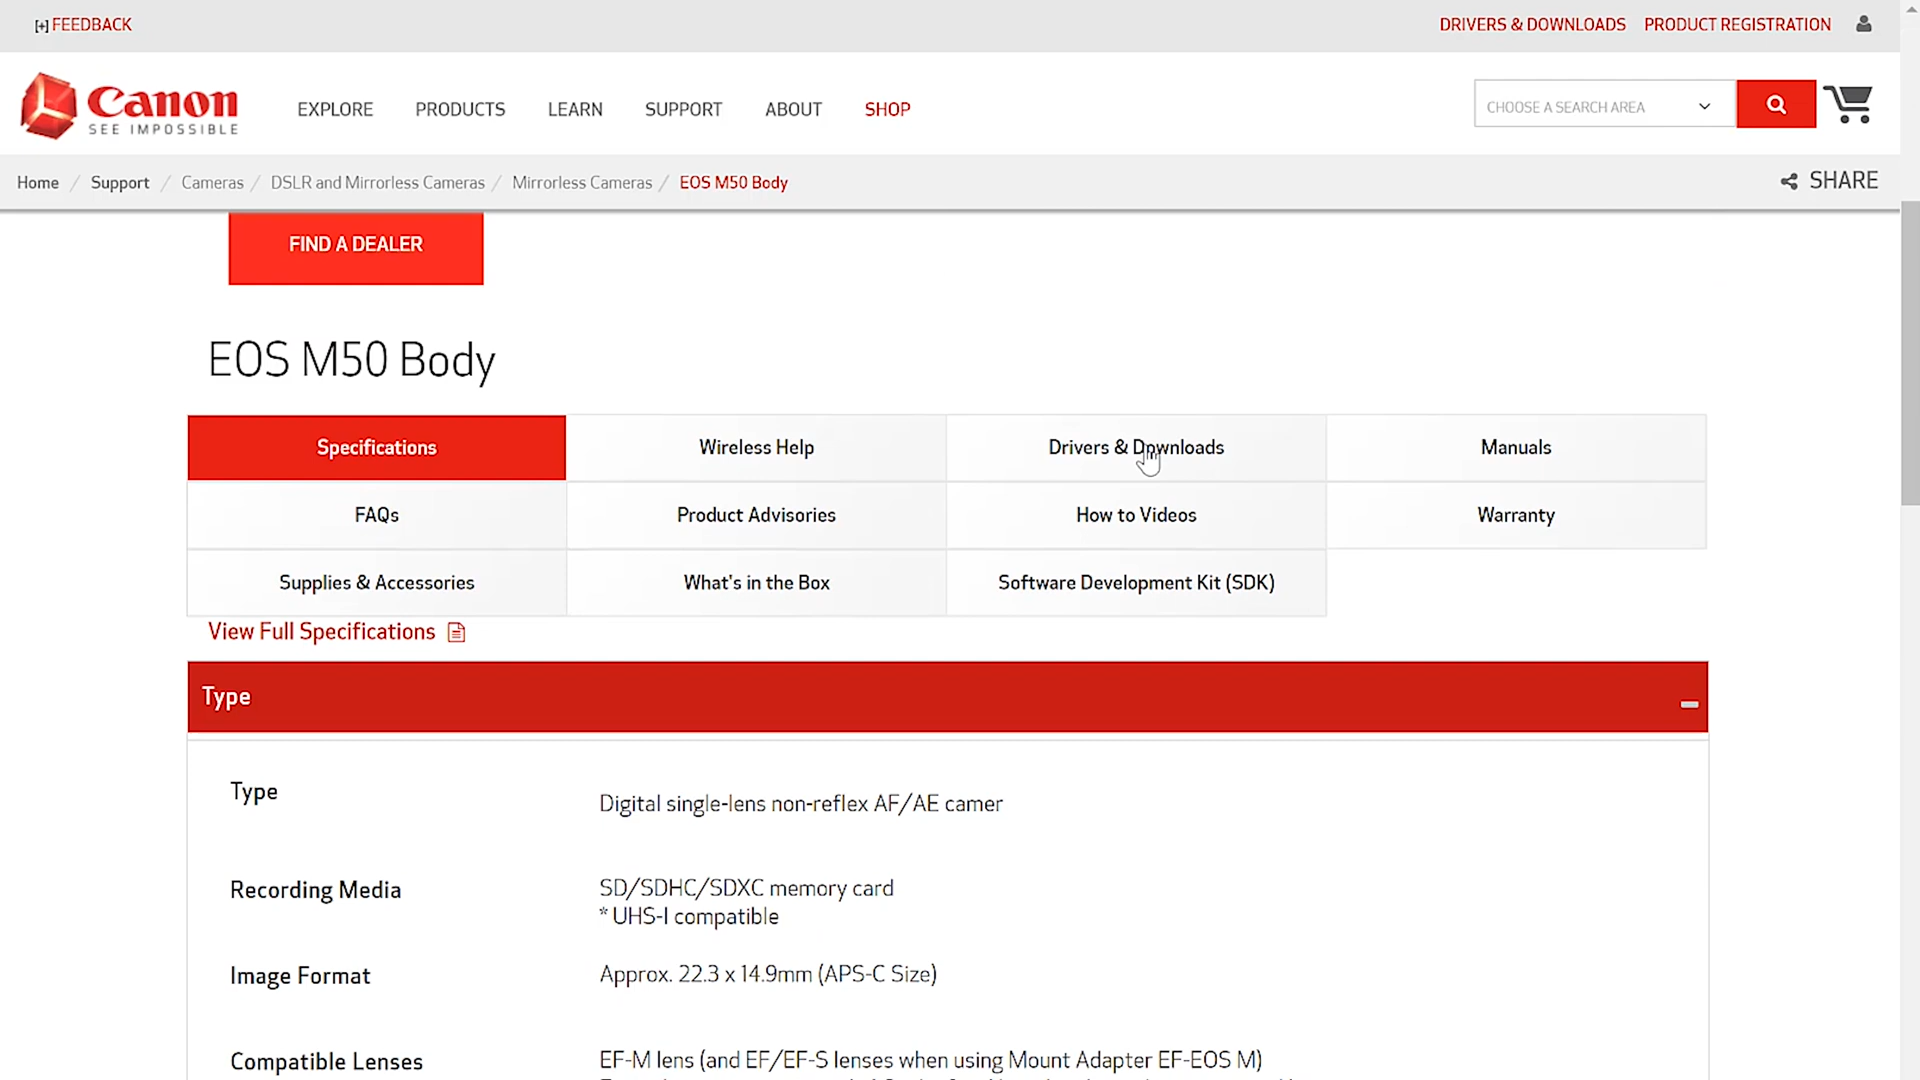 [+] FEEDBACK
DRIVERS & DOWNLOADS PRODUCT REGISTRATION
Canon
SEE IMPOSSIBLE
EXPLORE PRODUCTS LEARN SUPPORT ABOUT SHOP
CHOOSE A SEARCH AREA
Home / Support / Cameras / DSLR and Mirrorless Cameras / Mirrorless Cameras / EOS M50 Body
SHARE
FIND A DEALER
EOS M50 Body
Specifications Wireless Help Drivers & Downloads Manuals
FAQs Product Advisories How to Videos Warranty
Supplies & Accessories What's in the Box Software Development Kit (SDK)
View Full Specifications
Type
Type Digital single-lens non-reflex AF/AE camer
Recording Media SD/SDHC/SDXC memory card
* UHS-I compatible
Image Format Approx. 22.3 x 14.9mm (APS-C Size)
Compatible Lenses EF-M lens (and EF/EF-S lenses when using Mount Adapter EF-EOS M)